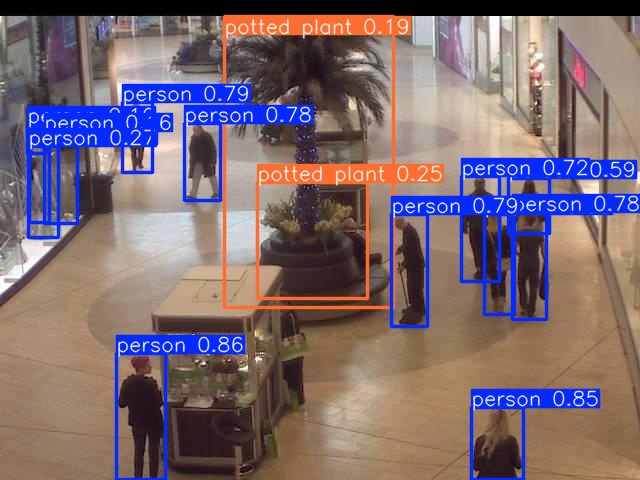 potted plant 0.19
person 0.79
person 0.78
person 0.27
potted plant 0.25
person 0.72
0.59
person 0.79
person 0.78
person 0.86
person 0.85